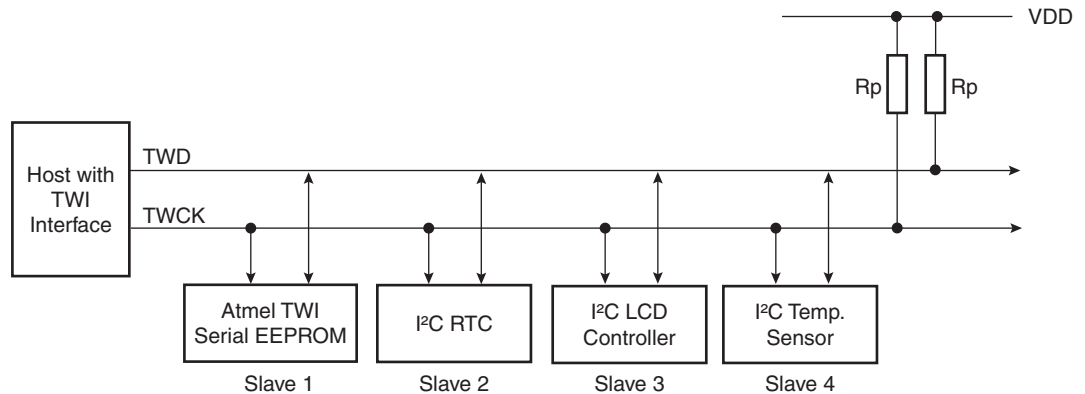 VDD
Rp
Rp
Host with
TWI
Interface
TWD
TWCK
Atmel TWI
Serial EEPROM
I²C RTC
I²C LCD
Controller
I²C Temp.
Sensor
Slave 1
Slave 2
Slave 3
Slave 4